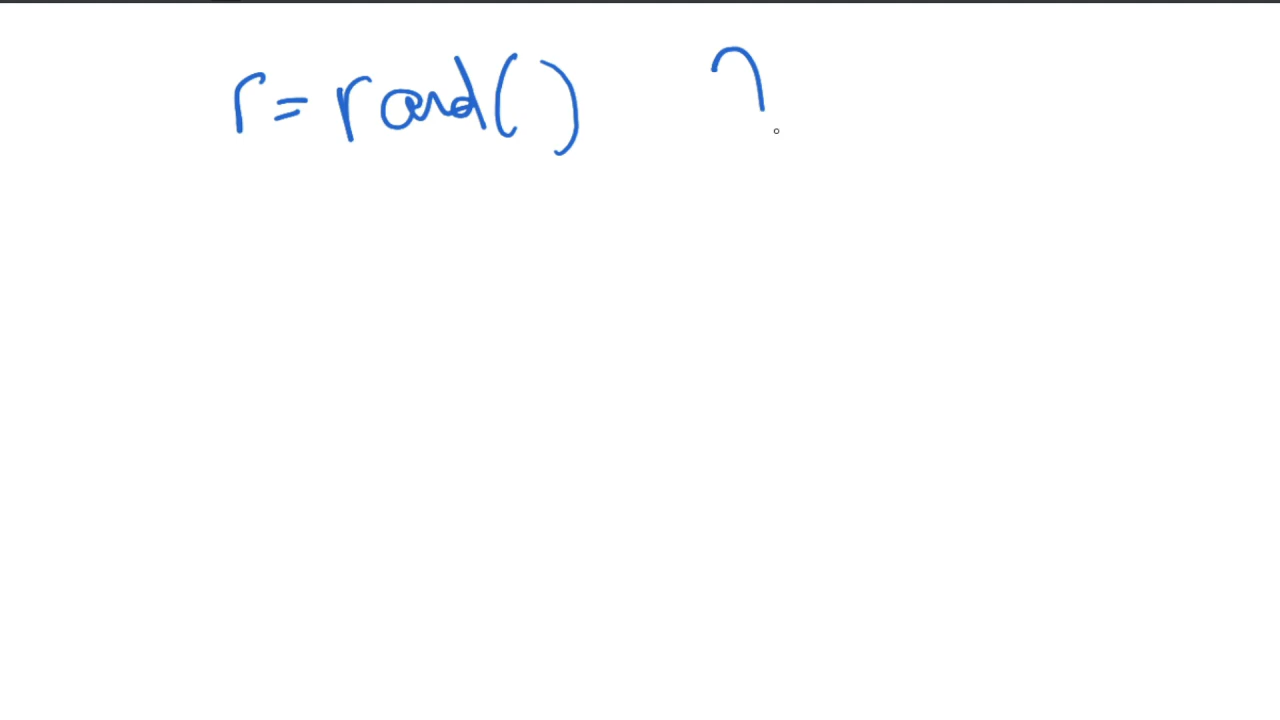 r = rand() ?